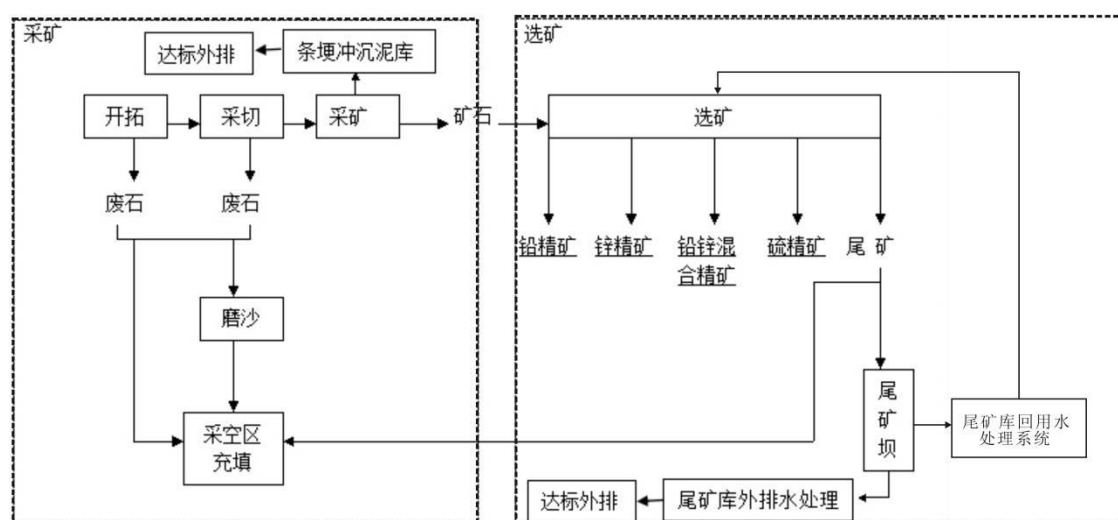 采矿
选矿
达标外排
条埂冲沉泥库
开拓
采切
采矿
矿石
选矿
废石
废石
铅精矿
锌精矿
铅锌混
合精矿
硫精矿
尾 矿
磨沙
尾
矿
坝
采空区
充填
尾矿库回用水
处理系统
达标外排
尾矿库外排水处理